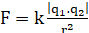 F = k |q₁.q₂| / r²